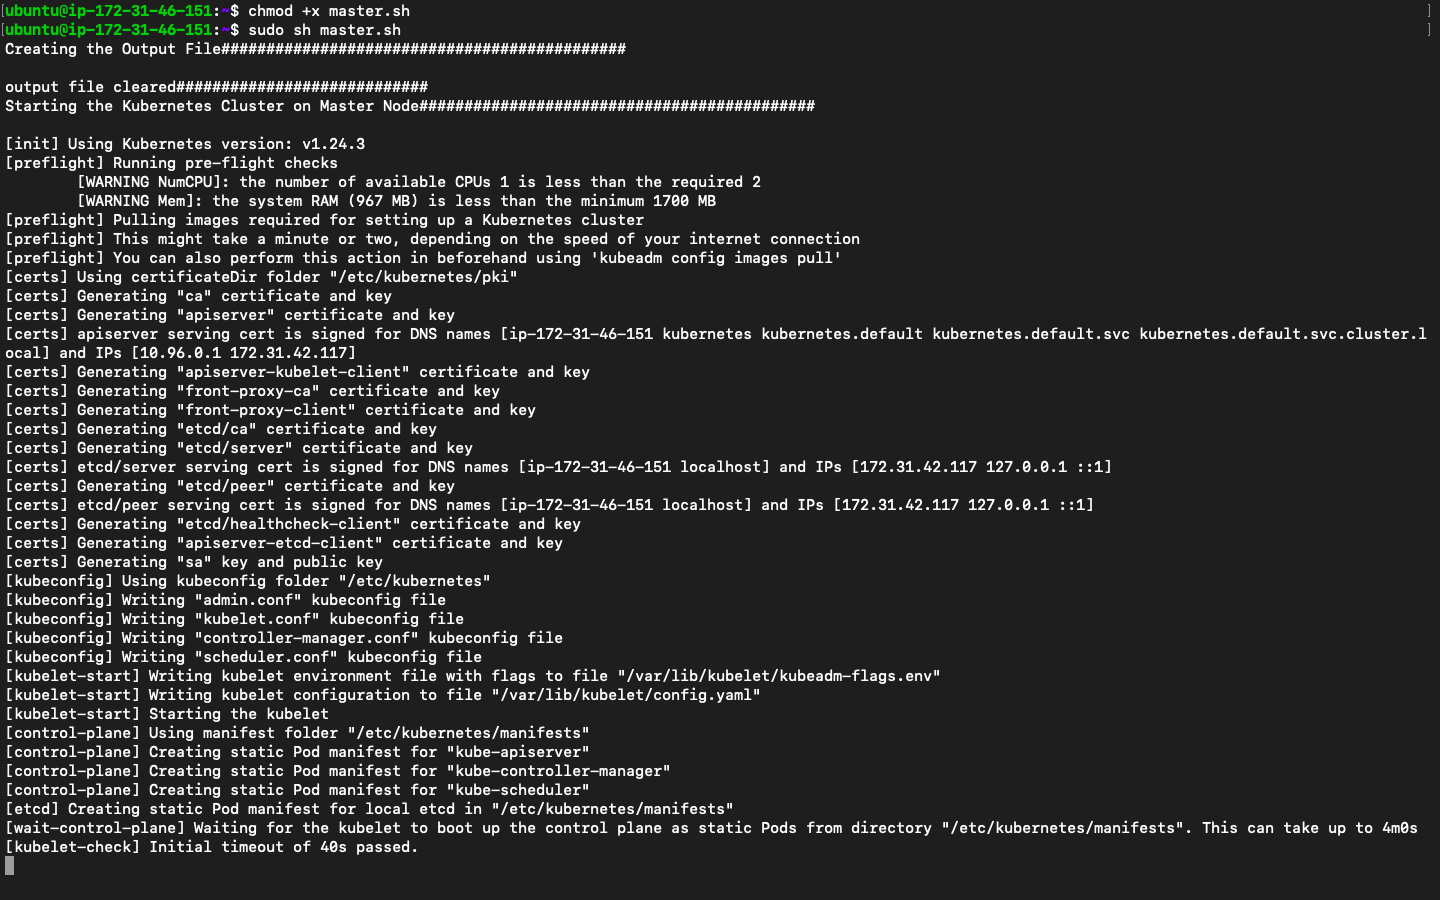 [ubuntu@ip-172-31-46-151:~$ chmod +x master.sh ]
[ubuntu@ip-172-31-46-151:~$ sudo sh master.sh ]
Creating the Output File#############################################

output file cleared############################
Starting the Kubernetes Cluster on Master Node############################################

[init] Using Kubernetes version: v1.24.3
[preflight] Running pre-flight checks
        [WARNING NumCPU]: the number of available CPUs 1 is less than the required 2
        [WARNING Mem]: the system RAM (967 MB) is less than the minimum 1700 MB
[preflight] Pulling images required for setting up a Kubernetes cluster
[preflight] This might take a minute or two, depending on the speed of your internet connection
[preflight] You can also perform this action in beforehand using 'kubeadm config images pull'
[certs] Using certificateDir folder "/etc/kubernetes/pki"
[certs] Generating "ca" certificate and key
[certs] Generating "apiserver" certificate and key
[certs] apiserver serving cert is signed for DNS names [ip-172-31-46-151 kubernetes kubernetes.default kubernetes.default.svc kubernetes.default.svc.cluster.l
ocal] and IPs [10.96.0.1 172.31.42.117]
[certs] Generating "apiserver-kubelet-client" certificate and key
[certs] Generating "front-proxy-ca" certificate and key
[certs] Generating "front-proxy-client" certificate and key
[certs] Generating "etcd/ca" certificate and key
[certs] Generating "etcd/server" certificate and key
[certs] etcd/server serving cert is signed for DNS names [ip-172-31-46-151 localhost] and IPs [172.31.42.117 127.0.0.1 ::1]
[certs] Generating "etcd/peer" certificate and key
[certs] etcd/peer serving cert is signed for DNS names [ip-172-31-46-151 localhost] and IPs [172.31.42.117 127.0.0.1 ::1]
[certs] Generating "etcd/healthcheck-client" certificate and key
[certs] Generating "apiserver-etcd-client" certificate and key
[certs] Generating "sa" key and public key
[kubeconfig] Using kubeconfig folder "/etc/kubernetes"
[kubeconfig] Writing "admin.conf" kubeconfig file
[kubeconfig] Writing "kubelet.conf" kubeconfig file
[kubeconfig] Writing "controller-manager.conf" kubeconfig file
[kubeconfig] Writing "scheduler.conf" kubeconfig file
[kubelet-start] Writing kubelet environment file with flags to file "/var/lib/kubelet/kubeadm-flags.env"
[kubelet-start] Writing kubelet configuration to file "/var/lib/kubelet/config.yaml"
[kubelet-start] Starting the kubelet
[control-plane] Using manifest folder "/etc/kubernetes/manifests"
[control-plane] Creating static Pod manifest for "kube-apiserver"
[control-plane] Creating static Pod manifest for "kube-controller-manager"
[control-plane] Creating static Pod manifest for "kube-scheduler"
[etcd] Creating static Pod manifest for local etcd in "/etc/kubernetes/manifests"
[wait-control-plane] Waiting for the kubelet to boot up the control plane as static Pods from directory "/etc/kubernetes/manifests". This can take up to 4m0s
[kubelet-check] Initial timeout of 40s passed.